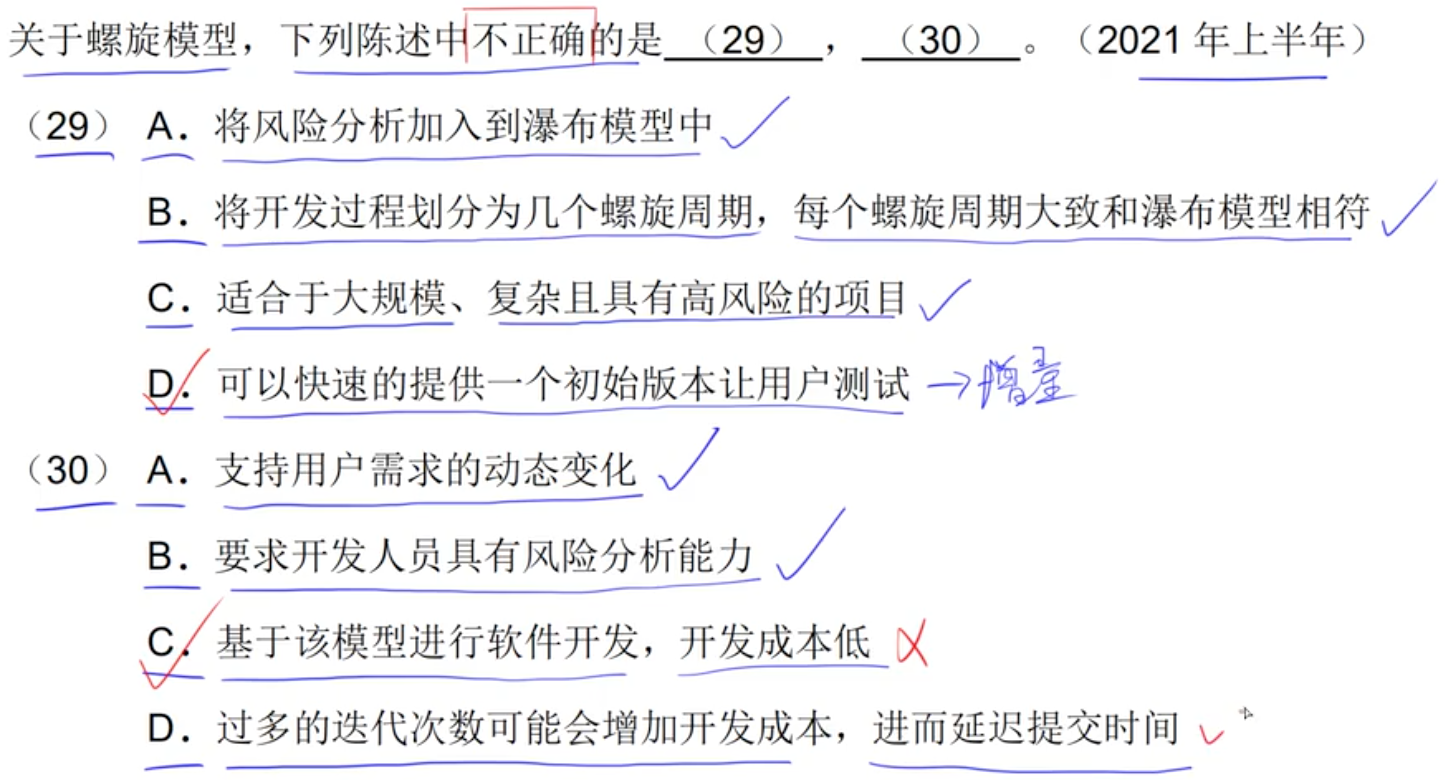 关于螺旋模型，下列陈述中不正确的是（29），（30）。（2021 年上半年）
（29） A. 将风险分析加入到瀑布模型中
B. 将开发过程划分为几个螺旋周期，每个螺旋周期大致和瀑布模型相符
C. 适合于大规模、复杂且具有高风险的项目
D. 可以快速的提供一个初始版本让用户测试 →增量
（30） A. 支持用户需求的动态变化
B. 要求开发人员具有风险分析能力
C. 基于该模型进行软件开发，开发成本低
D. 过多的迭代次数可能会增加开发成本，进而延迟提交时间